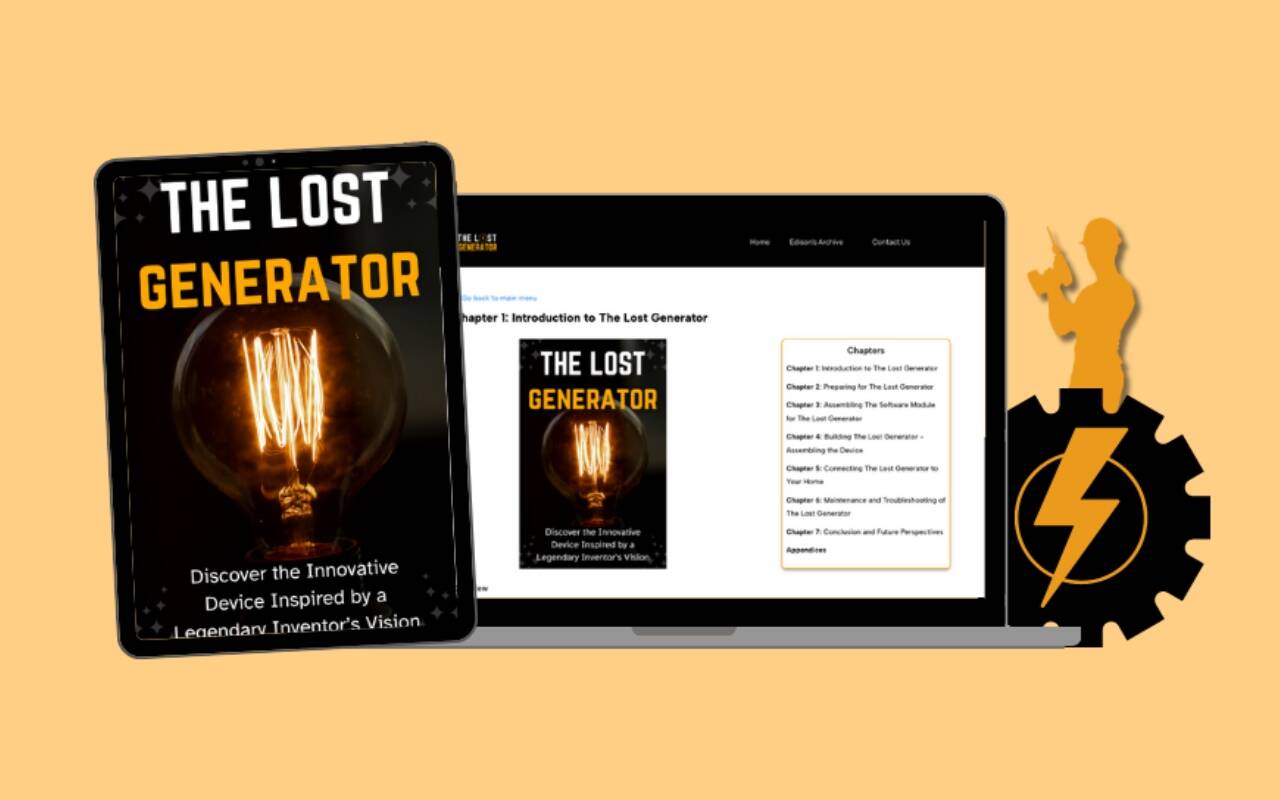 THE LOST
GENERATOR
Discover the Innovative
Device Inspired by a
Legendary Inventor's Vision
THE LOST
GENERATOR
Home Edison's Archive Contact Us
Go back to main menu
hapter 1: Introduction to The Lost Generator
THE LOST
GENERATOR
Discover the Innovative
Device Inspired by a
Legendary Inventor's Vision
Chapters
Chapter 1: Introduction to The Lost Generator
Chapter 2: Preparing for The Lost Generator
Chapter 3: Assembling The Software Module
for The Lost Generator
Chapter 4: Building The Lost Generator –
Assembling the Device
Chapter 5: Connecting The Lost Generator to
Your Home
Chapter 6: Maintenance and Troubleshooting of
The Lost Generator
Chapter 7: Conclusion and Future Perspectives
Appendices